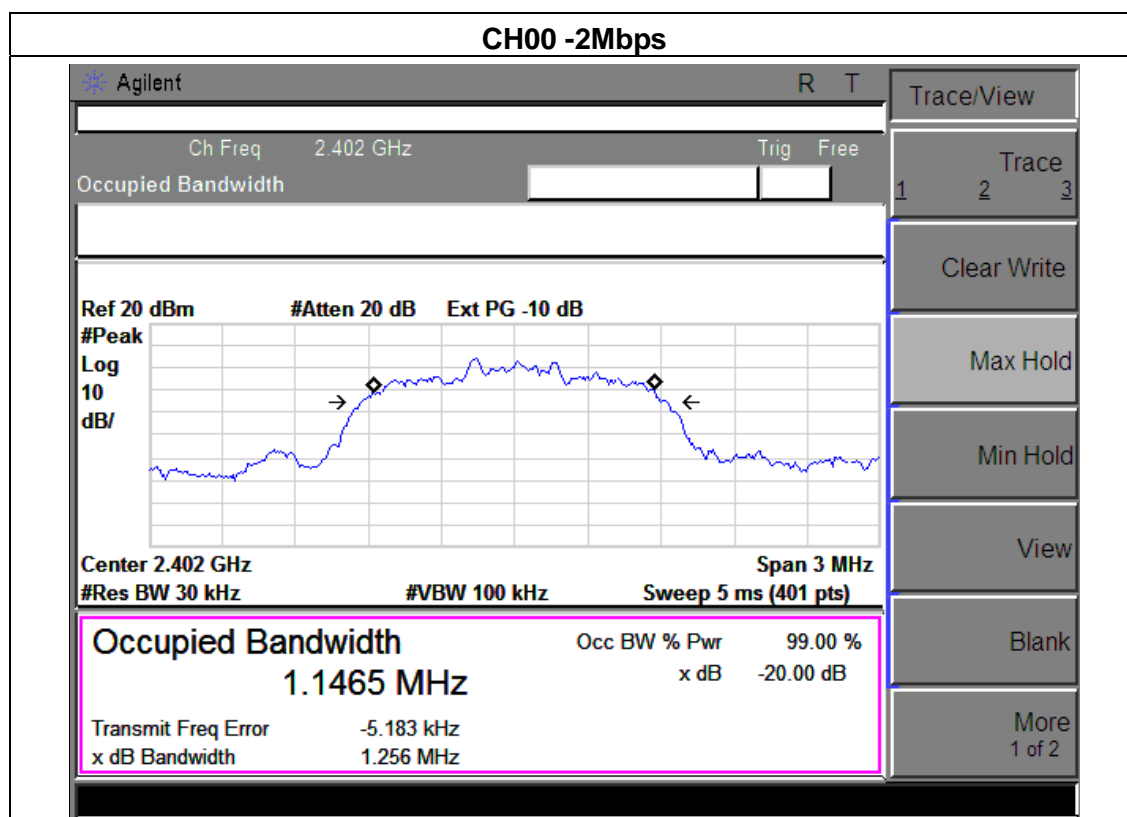 CH00 -2Mbps
Agilent R T
Trace/View
Ch Freq 2.402 GHz Trig Free
Occupied Bandwidth
Trace
1 2 3
Clear Write
Ref 20 dBm #Atten 20 dB Ext PG -10 dB
#Peak
Log
10
dB/
Max Hold
Min Hold
Center 2.402 GHz Span 3 MHz
#Res BW 30 kHz #VBW 100 kHz Sweep 5 ms (401 pts)
View
Occupied Bandwidth Occ BW % Pwr 99.00 %
1.1465 MHz x dB -20.00 dB
Blank
Transmit Freq Error -5.183 kHz
x dB Bandwidth 1.256 MHz
More
1 of 2